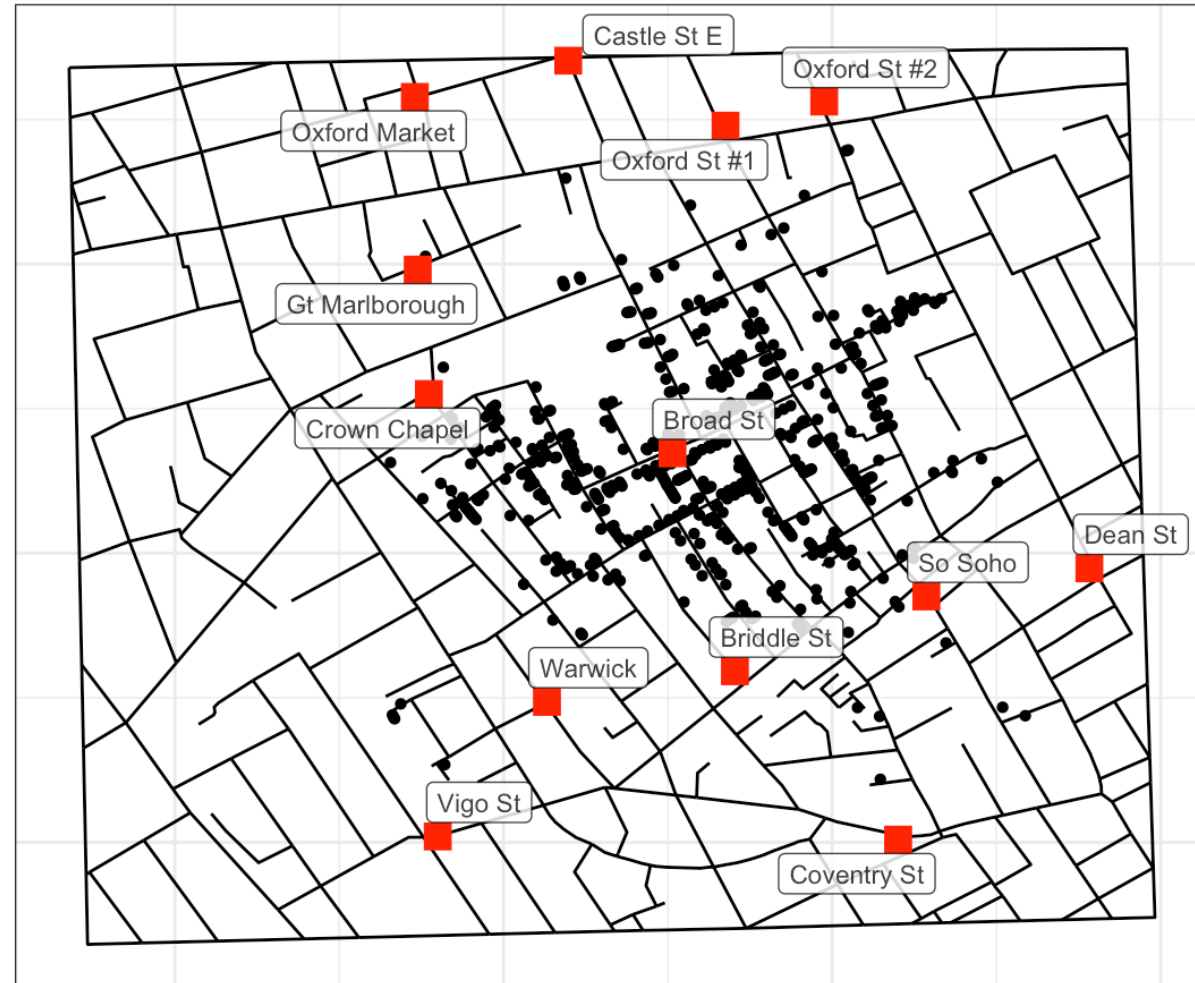 Castle St E
Oxford St #2
Oxford Market
Oxford St #1
Gt Marlborough
Crown Chapel
Broad St
Dean St
So Soho
Briddle St
Warwick
Vigo St
Coventry St